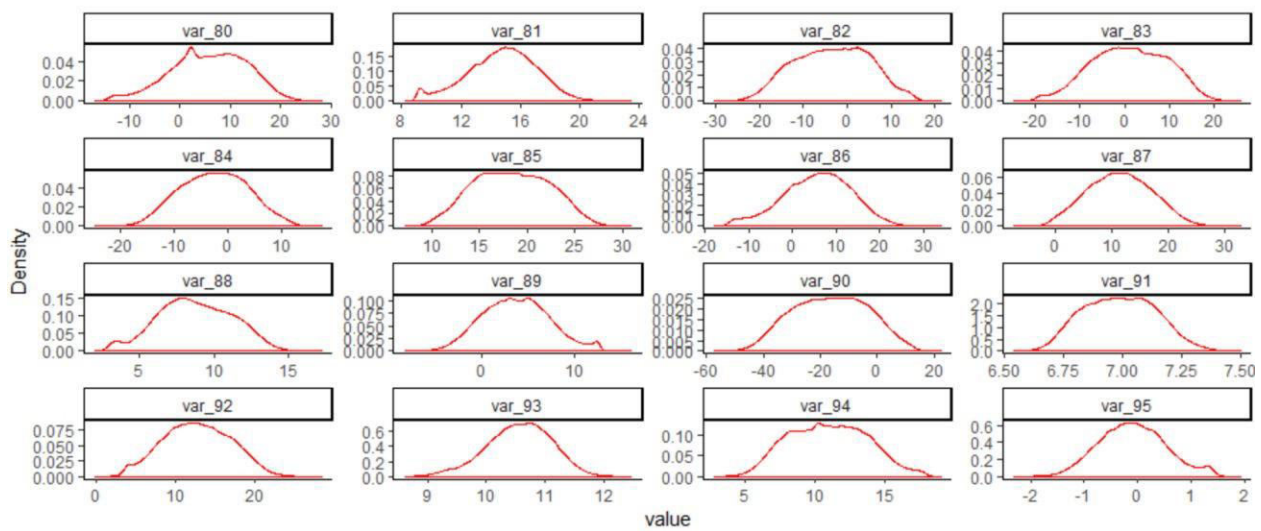 var_80 var_81 var_82 var_83
0.04 0.15 0.04 0.04
0.02 0.10 0.03 0.03
0.05 0.02 0.02
0.01 0.01
0.00 0.00 0.00 0.00
-10 0 10 20 30 8 12 16 20 24 -30 -20 -10 0 10 20 -20 -10 0 10 20
var_84 var_85 var_86 var_87
0.04 0.08 0.05 0.06
0.06 0.04 0.04
0.02 0.04 0.03 0.02
0.02 0.02
0.01
0.00 0.00 0.00 0.00
-20 -10 0 10 10 15 20 25 30 -20 -10 0 10 20 30 0 10 20 30
Density
var_88 var_89 var_90 var_91
0.15 0.100 0.025 2.0
0.10 0.075 0.020 1.5
0.05 0.050 0.015 1.0
0.025 0.010 0.5
0.005
0.00 0.000 0.000 0.0
5 10 15 0 10 -60 -40 -20 0 20 6.50 6.75 7.00 7.25 7.50
var_92 var_93 var_94 var_95
0.075 0.6 0.10 0.6
0.050 0.4 0.05 0.4
0.025 0.2 0.2
0.000 0.0 0.00 0.0
0 10 20 9 10 11 12 5 10 15 -2 -1 0 1 2
value